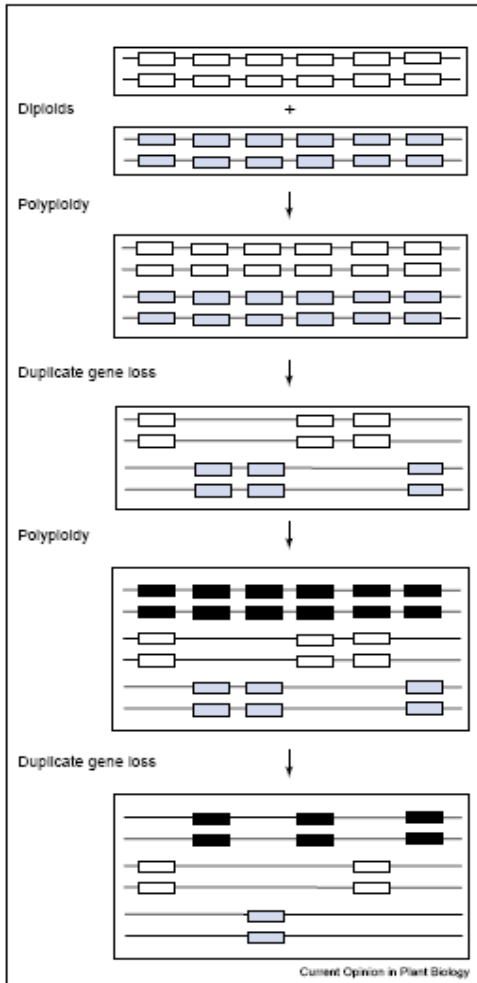 Diploids
+
Polyploidy
Duplicate gene loss
Polyploidy
Duplicate gene loss
Current Opinion in Plant Biology